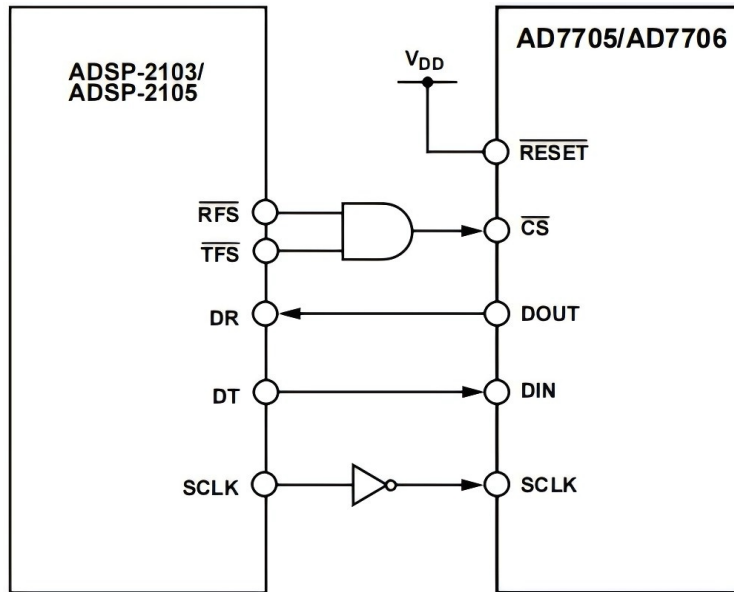 ADSP-2103/
ADSP-2105
AD7705/AD7706
VDD
RESET
RFS
CS
TFS
DR
DOUT
DT
DIN
SCLK
SCLK